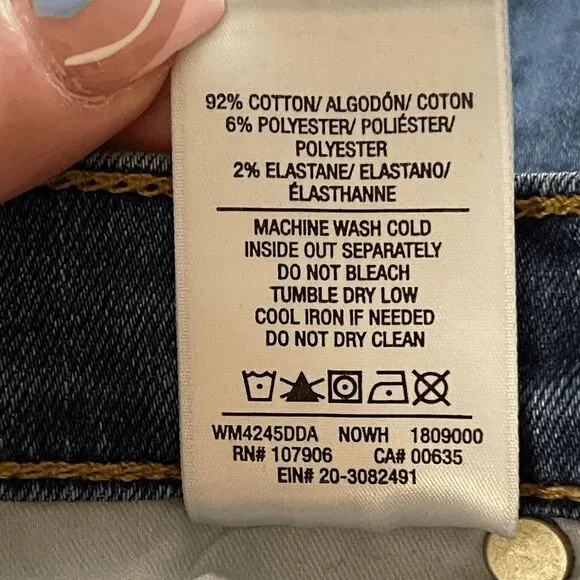 92% COTTON/ ALGODÓN/ COTON
6% POLYESTER/ POLIÉSTER/
POLYESTER
2% ELASTANE/ ELASTANO/
ÉLASTHANNE
MACHINE WASH COLD
INSIDE OUT SEPARATELY
DO NOT BLEACH
TUMBLE DRY LOW
COOL IRON IF NEEDED
DO NOT DRY CLEAN
WM4245DDA NOWH 1809000
RN# 107906 CA# 00635
EIN# 20-3082491